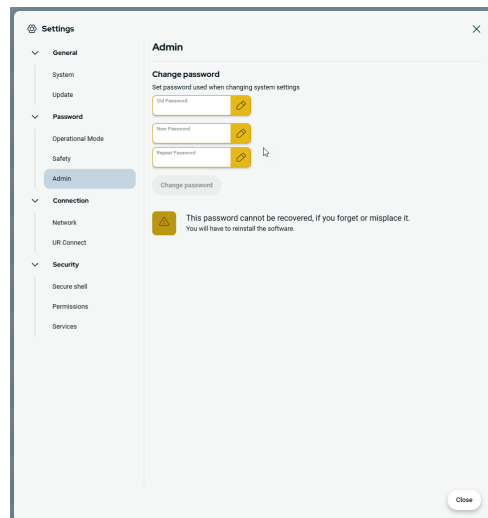 Settings
General
System
Update
Password
Operational Mode
Safety
Admin
Connection
Network
UR Connect
Security
Secure shell
Permissions
Services
Admin
Change password
Set password used when changing system settings
Old Password
New Password
Repeat Password
Change password
This password cannot be recovered, if you forget or misplace it.
You will have to reinstall the software.
Close